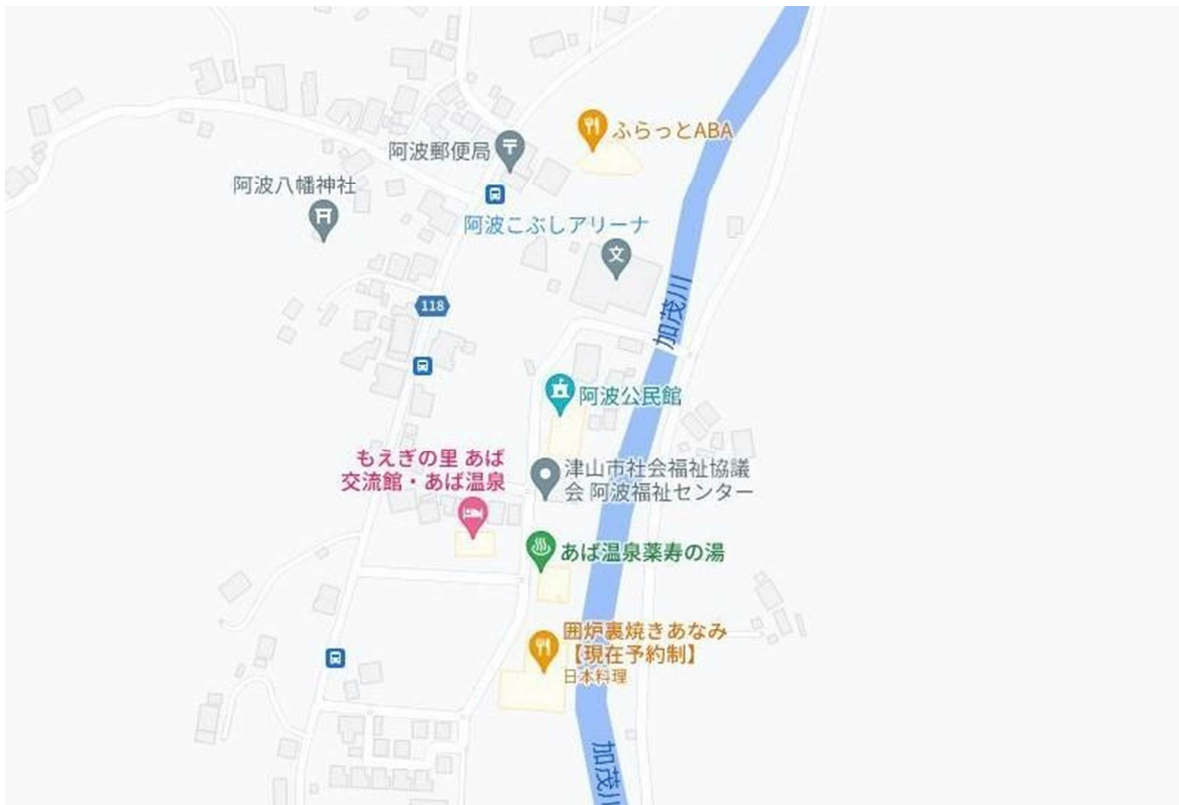 ふらっとABA
阿波郵便局
〒
阿波八幡神社
阿波こぶしアリーナ
文
118
加茂川
阿波公民館
もえぎの里 あば
交流館・あば温泉
津山市社会福祉協議
会 阿波福祉センター
あば温泉薬寿の湯
囲炉裏焼きあなみ
【現在予約制】
日本料理
加茂川